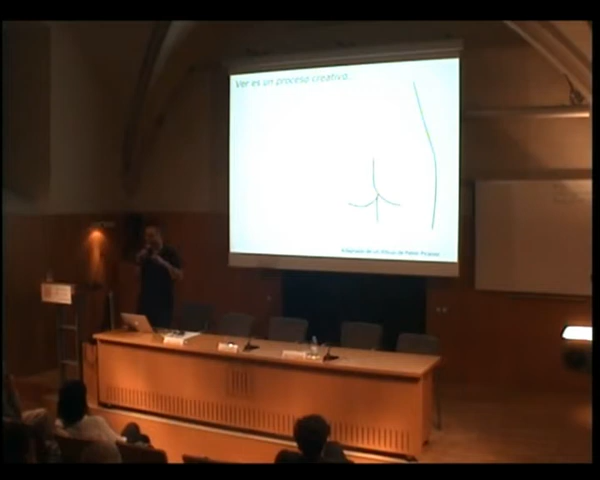 Ver es un proceso creativo...
Adaptado de un dibujo de Pablo Picasso